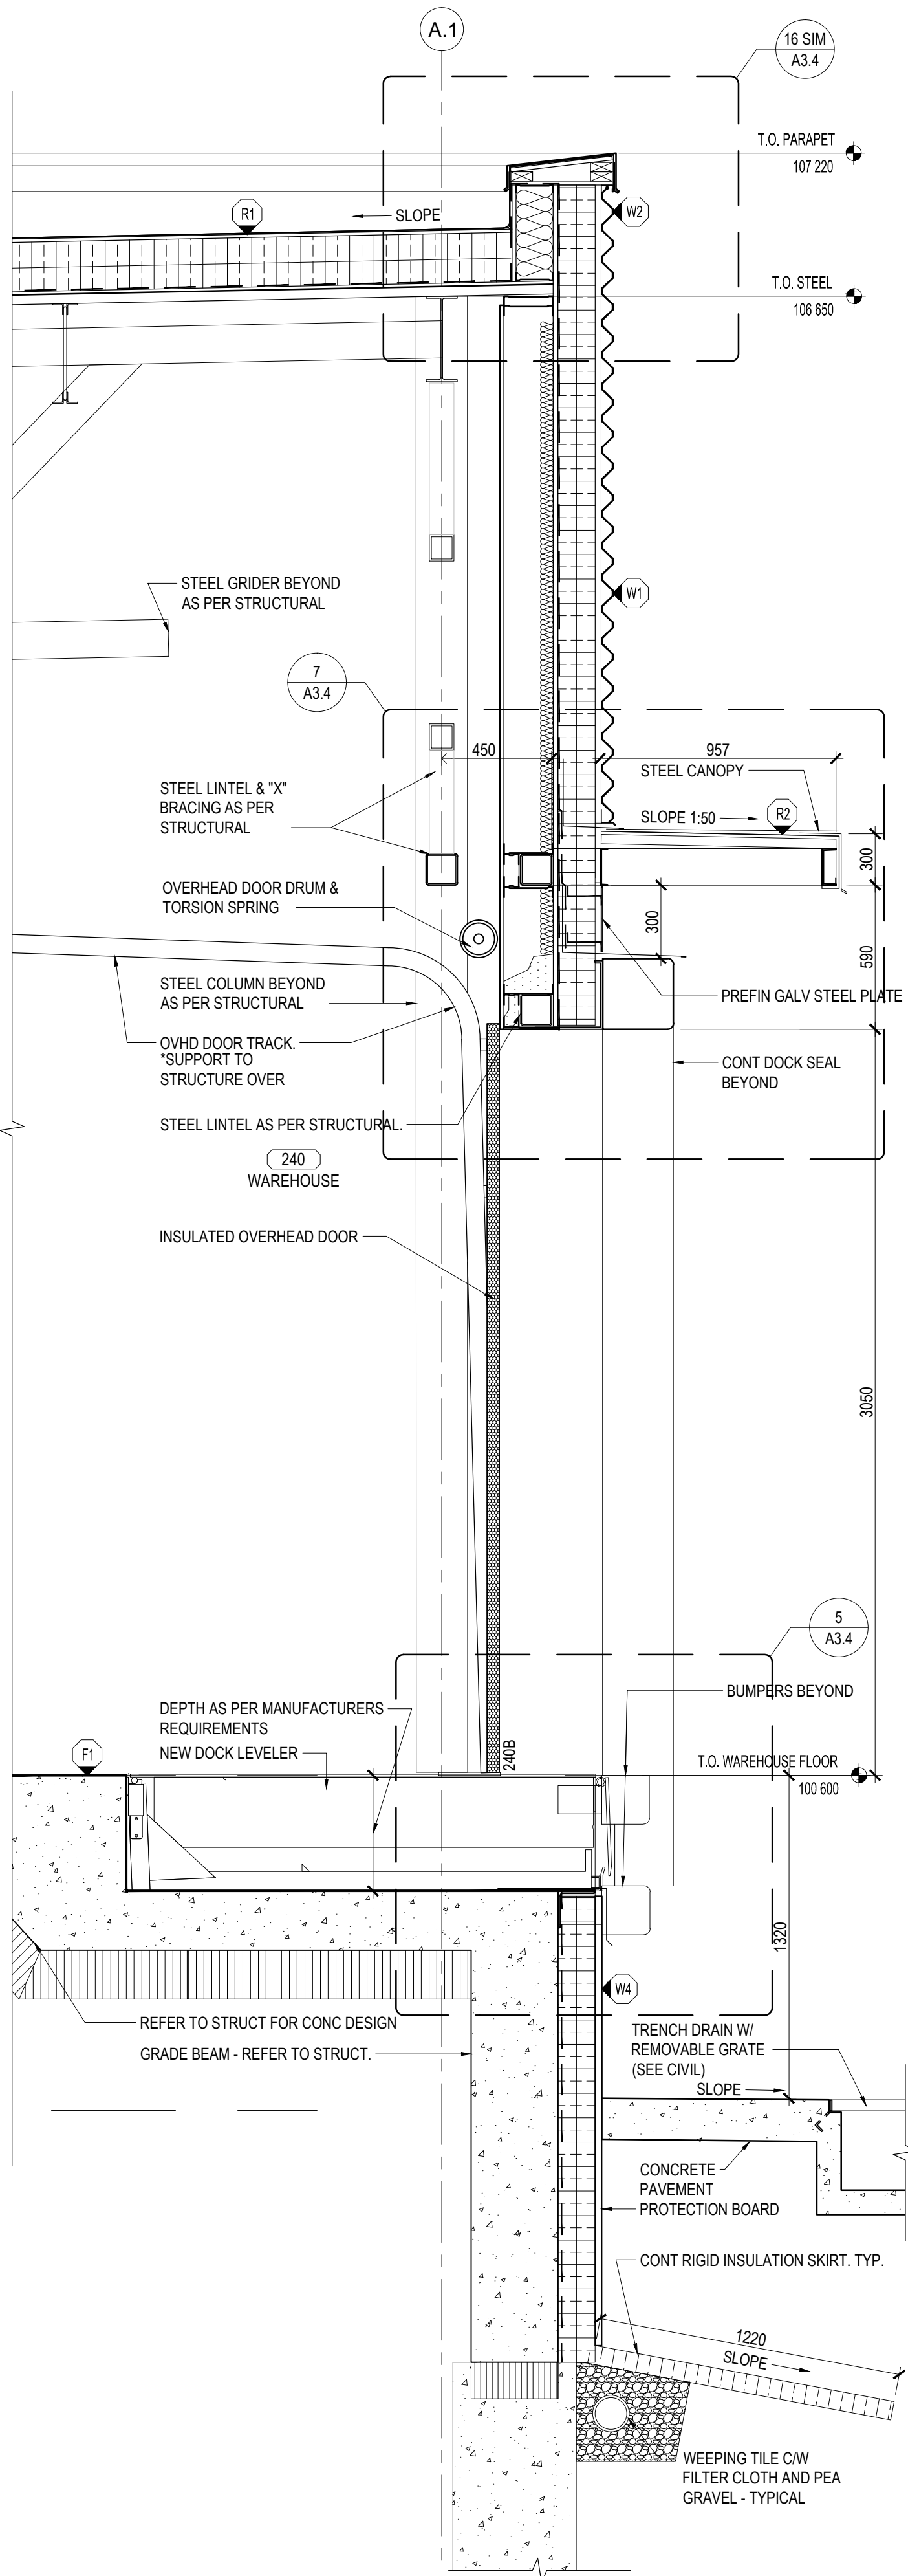 A.1
16 SIM
A3.4
T.O. PARAPET
107 220
R1
SLOPE
W2
T.O. STEEL
106 650
STEEL GRIDER BEYOND
AS PER STRUCTURAL
W1
7
A3.4
450
957
STEEL CANOPY
STEEL LINTEL & "X"
BRACING AS PER
STRUCTURAL
SLOPE 1:50
R2
300
OVERHEAD DOOR DRUM &
TORSION SPRING
300
590
STEEL COLUMN BEYOND
AS PER STRUCTURAL
PREFIN GALV STEEL PLATE
OVHD DOOR TRACK.
*SUPPORT TO
STRUCTURE OVER
CONT DOCK SEAL
BEYOND
STEEL LINTEL AS PER STRUCTURAL.
240
WAREHOUSE
INSULATED OVERHEAD DOOR
3050
5
A3.4
BUMPERS BEYOND
DEPTH AS PER MANUFACTURERS
REQUIREMENTS
NEW DOCK LEVELER
F1
240B
T.O. WAREHOUSE FLOOR
100 600
1320
W4
REFER TO STRUCT FOR CONC DESIGN
GRADE BEAM - REFER TO STRUCT.
TRENCH DRAIN W/
REMOVABLE GRATE
(SEE CIVIL)
SLOPE
CONCRETE
PAVEMENT
PROTECTION BOARD
CONT RIGID INSULATION SKIRT. TYP.
1220
SLOPE
WEEPING TILE C/W
FILTER CLOTH AND PEA
GRAVEL - TYPICAL